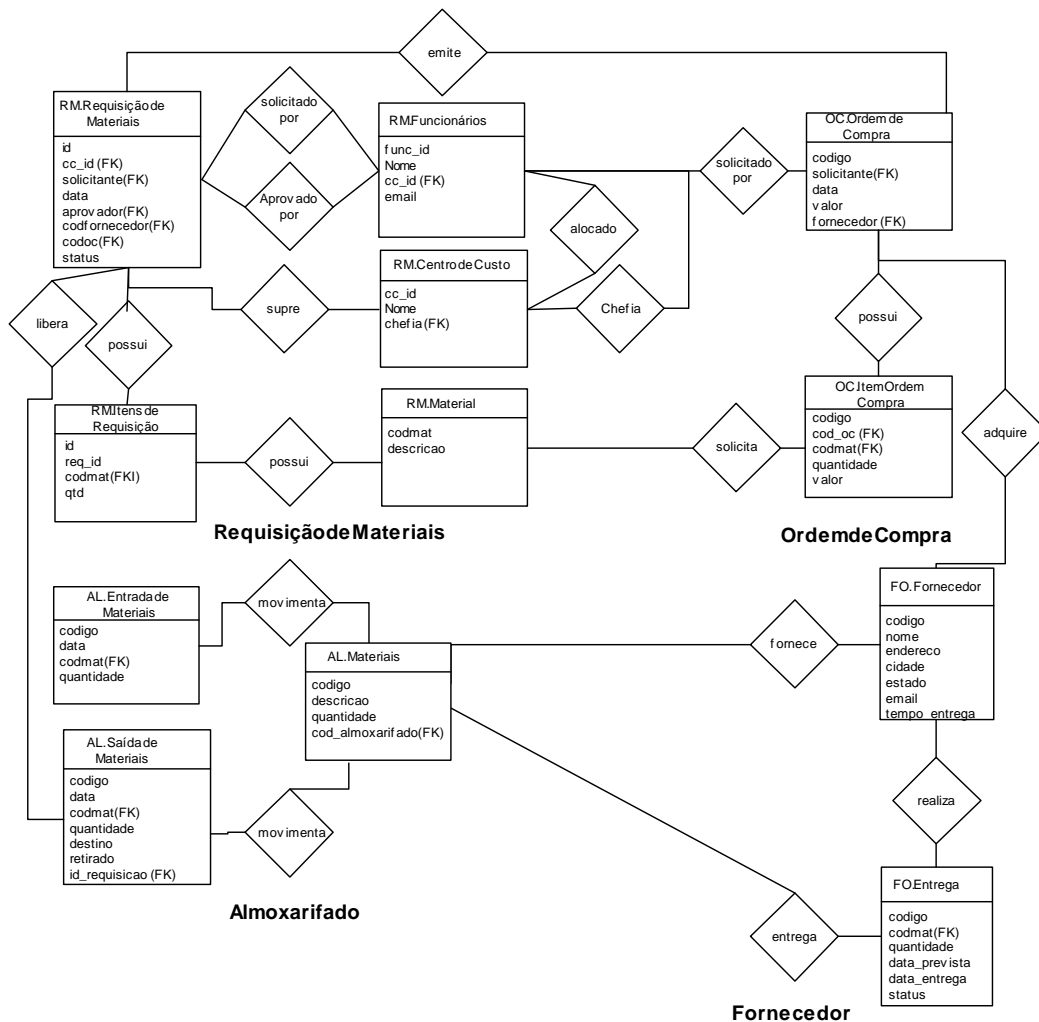 emite
RM.Requisição de
Materiais
id
cc_id (FK)
solicitante(FK)
data
aprovador(FK)
codfornecedor(FK)
codoc(FK)
status
solicitado
por
Aprovado
por
RM.Funcionários
func_id
Nome
cc_id (FK)
email
solicitado
por
OC.Ordem de
Compra
codigo
solicitante(FK)
data
valor
fornecedor (FK)
alocado
RM.Centro de Custo
cc_id
Nome
chefia(FK)
supre
Chefia
libera
possui
possui
RM.Itens de
Requisição
id
req_id
codmat(FKI)
qtd
possui
RM.Material
codmat
descricao
solicita
OC.ItemOrdem
Compra
codigo
cod_oc (FK)
codmat(FK)
quantidade
valor
adquire
Requisição de Materiais
Ordem de Compra
AL.Entrada de
Materiais
codigo
data
codmat(FK)
quantidade
movimenta
AL.Materiais
codigo
descricao
quantidade
cod_almoxarifado(FK)
fornece
FO.Fornecedor
codigo
nome
endereco
cidade
estado
email
tempo_entrega
AL.Saída de
Materiais
codigo
data
codmat(FK)
quantidade
destino
retirado
id_requisicao (FK)
movimenta
realiza
Almoxarifado
entrega
FO.Entrega
codigo
codmat(FK)
quantidade
data_prevista
data_entrega
status
Fornecedor